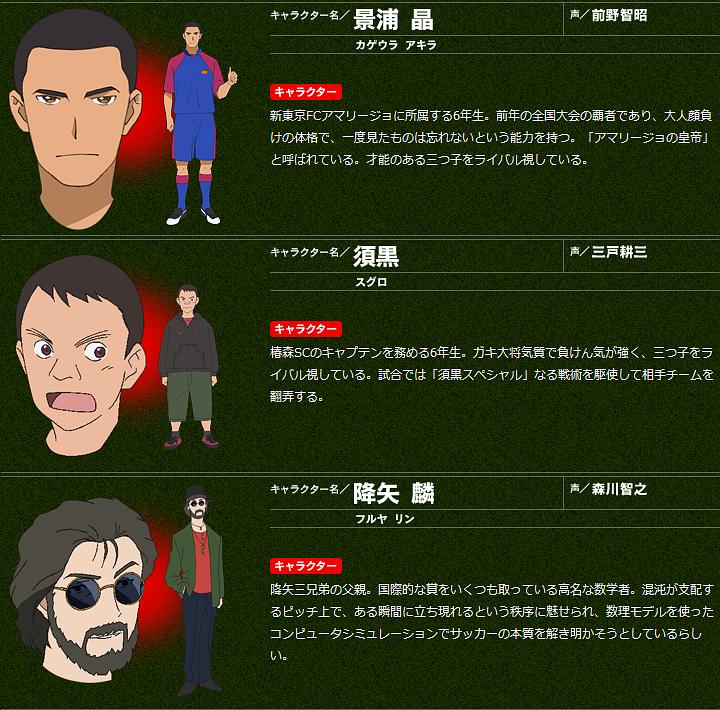 キャラクター名／景浦 晶 声／前野智昭
カゲウラ アキラ
キャラクター
新東京FCアマリージョに所属する6年生。前年の全国大会の覇者であり、大人顔負
けの体格で、一度見たものは忘れないという能力を持つ。「アマリージョの皇帝」
と呼ばれている。才能のある三つ子をライバル視している。
キャラクター名／須黒 声／三戸耕三
スグロ
キャラクター
椿森SCのキャプテンを務める6年生。ガキ大将気質で負けん気が強く、三つ子をラ
イバル視している。試合では「須黒スペシャル」なる戦術を駆使して相手チームを
翻弄する。
キャラクター名／降矢 麟 声／森川智之
フルヤ リン
キャラクター
降矢三兄弟の父親。国際的な賞をいくつも取っている高名な数学者。混沌が支配す
るピッチ上で、ある瞬間に立ち現れるという秩序に魅せられ、数理モデルを使った
コンピュータシミュレーションでサッカーの本質を解き明かそうとしているらし
い。